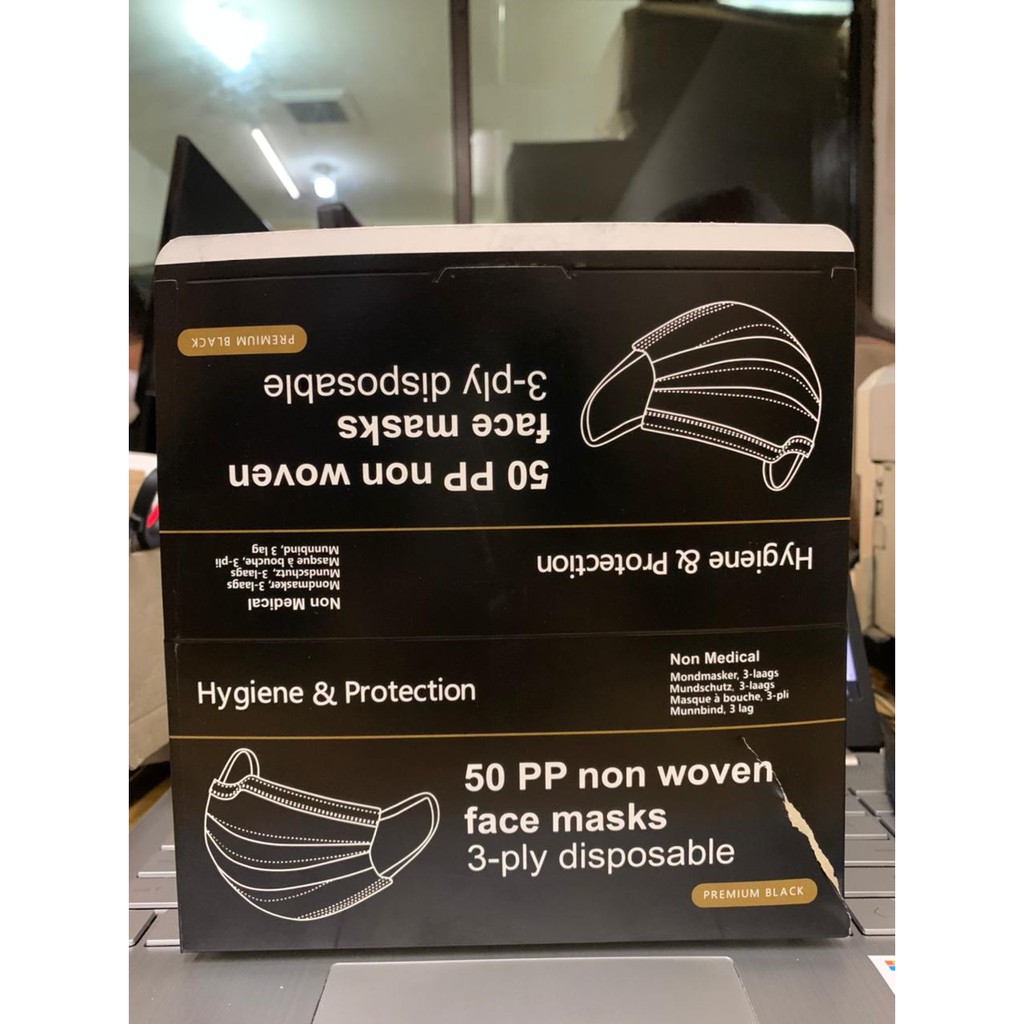 PREMIUM BLACK
3-ply disposable
face masks
50 PP non woven
Munnbind, 3 lag
Masque à bouche, 3-pli
Mundschutz, 3-laags
Mondmasker, 3-laags
Non Medical
Hygiene & Protection
Hygiene & Protection
Non Medical
Mondmasker, 3-laags
Mundschutz, 3-laags
Masque à bouche, 3-pli
Munnbind, 3 lag
50 PP non woven
face masks
3-ply disposable
PREMIUM BLACK